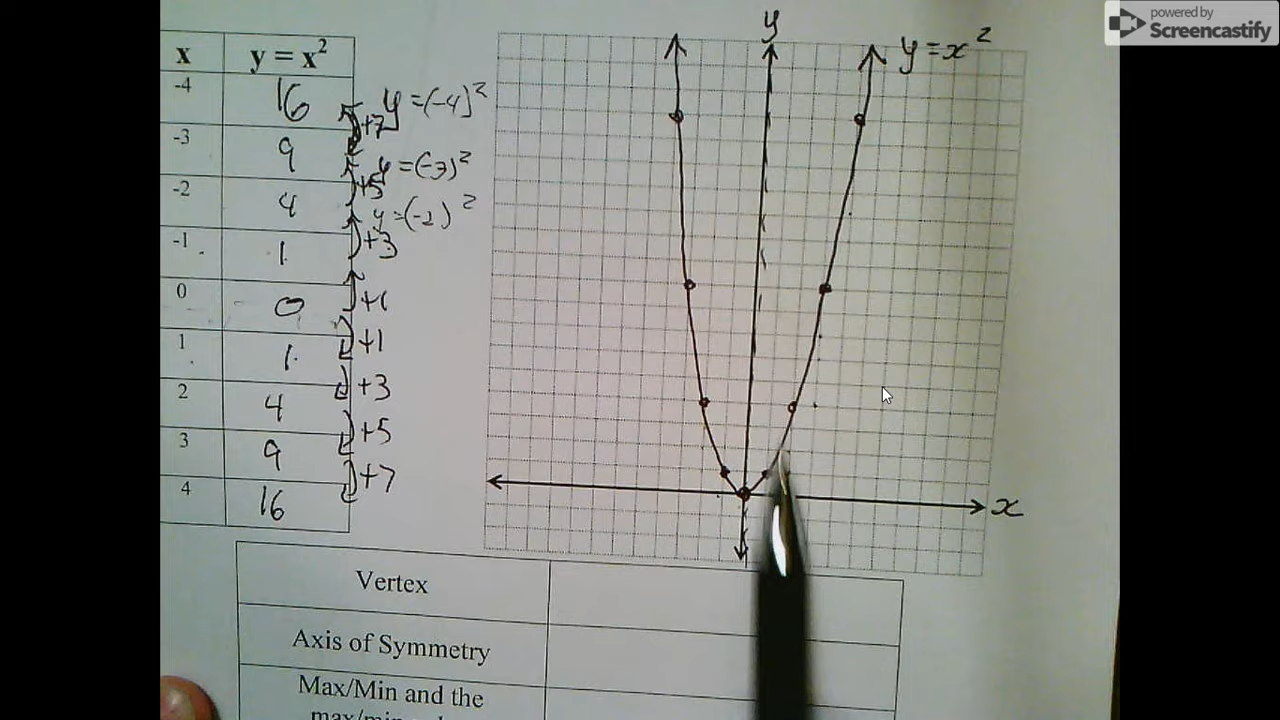 powered by
Screencastify
x y = x²
-4 16
-3 9
-2 4
-1 1
0 0
1 1
2 4
3 9
4 16
+7
+5
+3
+1
+1
+3
+5
+7
y = (-4)²
y = (-3)²
y = (-2)²
y
y = x²
x
Vertex
Axis of Symmetry
Max/Min and the